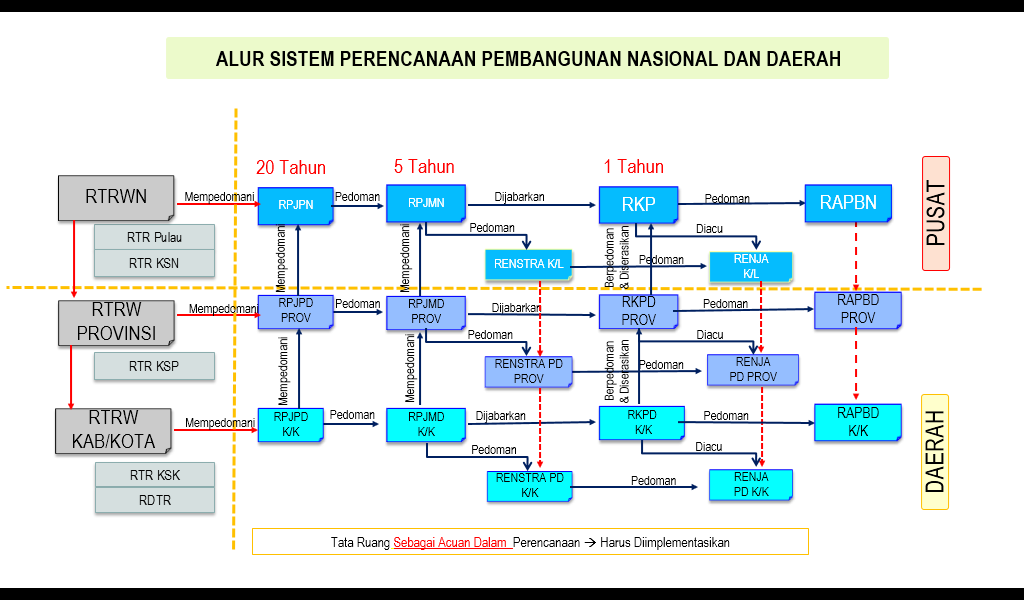 ALUR SISTEM PERENCANAAN PEMBANGUNAN NASIONAL DAN DAERAH
20 Tahun
5 Tahun
1 Tahun
RTRWN
Mempedomani
RPJPN
Pedoman
RPJMN
Dijabarkan
RKP
Pedoman
RAPBN
PUSAT
RTR Pulau
RTR KSN
Mempedomani
Mempedomani
Pedoman
RENSTRA K/L
Berpedoman
& Diserasikan
Diacu
Pedoman
RENJA
K/L
RTRW
PROVINSI
Mempedomani
RPJPD
PROV
Pedoman
RPJMD
PROV
Dijabarkan
RKPD
PROV
Pedoman
RAPBD
PROV
RTR KSP
Mempedomani
Mempedomani
Pedoman
RENSTRA PD
PROV
Berpedoman
& Diserasikan
Diacu
Pedoman
RENJA
PD PROV
RTRW
KAB/KOTA
Mempedomani
RPJPD
K/K
Pedoman
RPJMD
K/K
Dijabarkan
RKPD
K/K
Pedoman
RAPBD
K/K
DAERAH
RTR KSK
RDTR
Pedoman
RENSTRA PD
K/K
Diacu
Pedoman
RENJA
PD K/K
Tata Ruang Sebagai Acuan Dalam Perencanaan → Harus Diimplementasikan